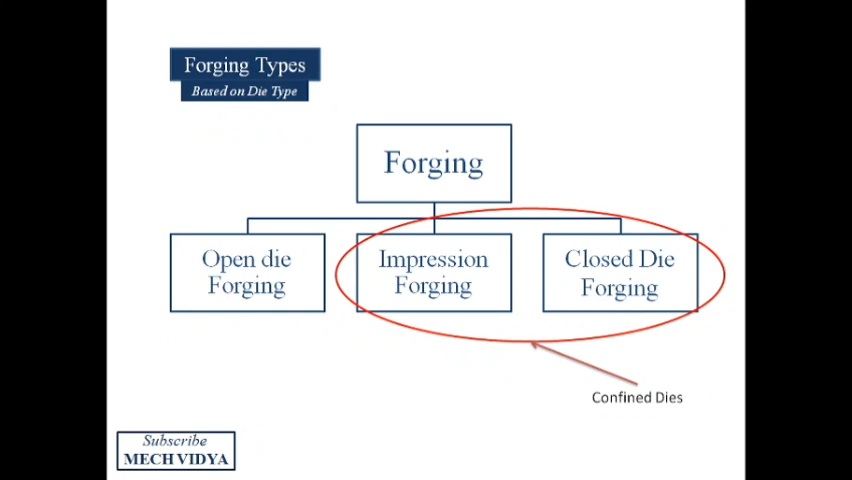 Forging Types
Based on Die Type
Forging
Open die
Forging
Impression
Forging
Closed Die
Forging
Confined Dies
Subscribe
MECH VIDYA